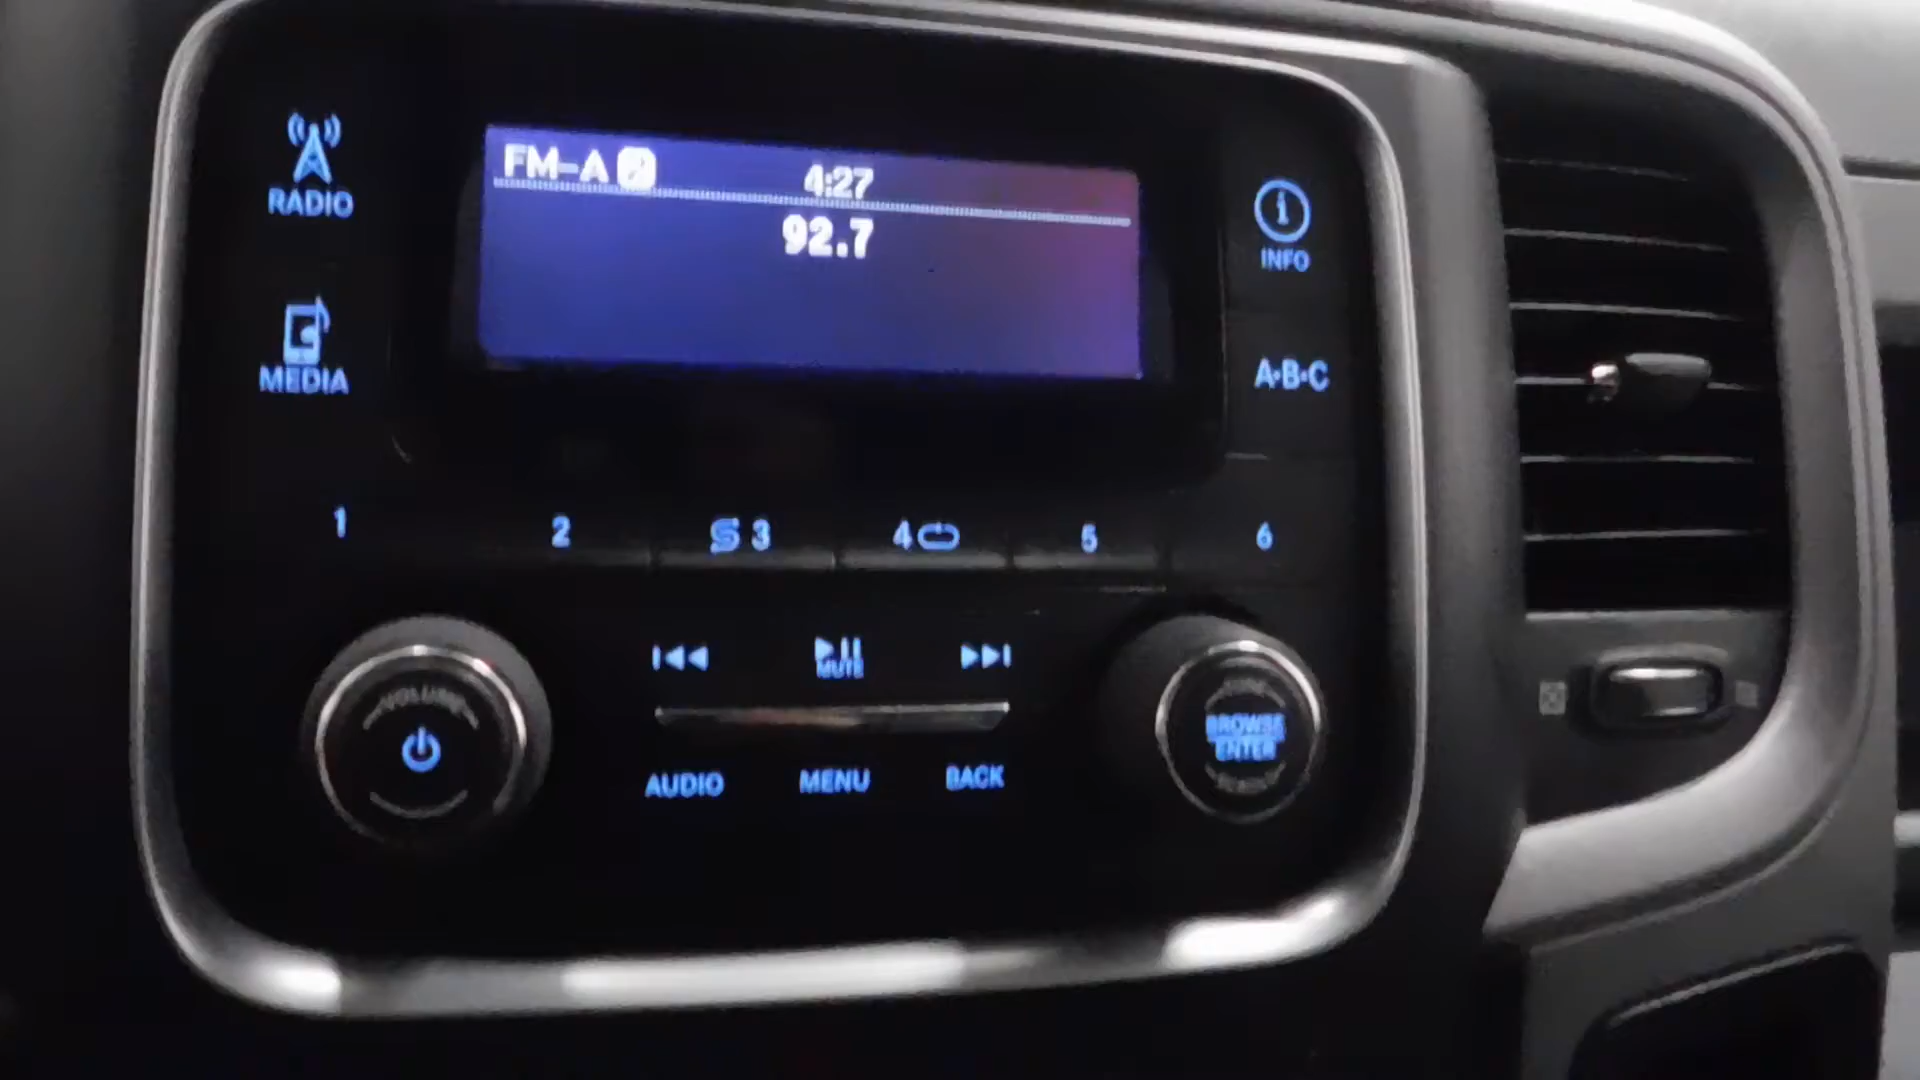 RADIO
MEDIA
FM-A
4:27
92.7
INFO
A·B·C
1
2
3
4
5
6
MUTE
VOLUME
AUDIO
MENU
BACK
BROWSE
ENTER